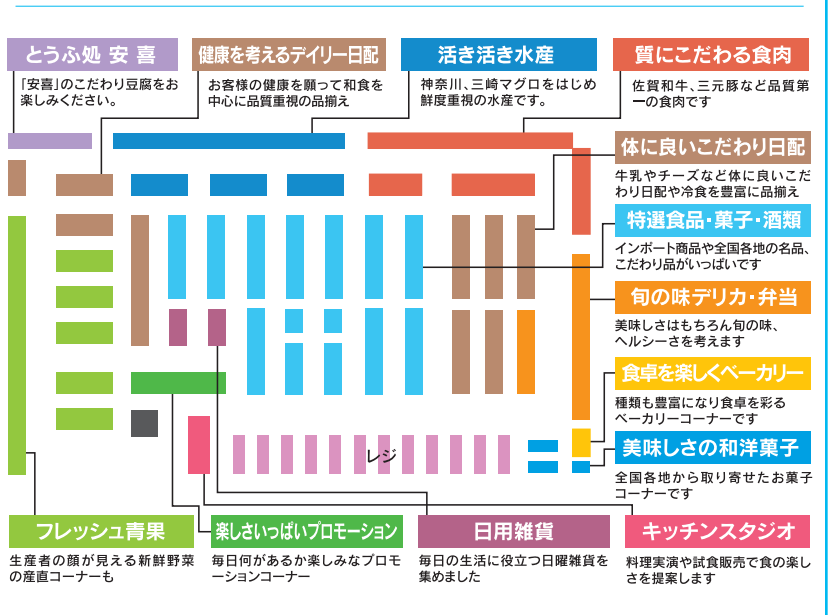 とうふ処 安 喜
「安喜」のこだわり豆腐をお
楽しみください。
健康を考えるデイリー日配
お客様の健康を願って和食を
中心に品質重視の品揃え
活き活き水産
神奈川、三崎マグロをはじめ
鮮度重視の水産です。
質にこだわる食肉
佐賀和牛、三元豚など品質第
一の食肉です
体に良いこだわり日配
牛乳やチーズなど体に良いこだ
わり日配や冷食を豊富に品揃え
特選食品・菓子・酒類
インポート商品や全国各地の名品、
こだわり品がいっぱいです
旬の味デリカ・弁当
美味しさはもちろん旬の味、
ヘルシーさを考えます
食卓を楽しくベーカリー
種類も豊富になり食卓を彩る
ベーカリーコーナーです
美味しさの和洋菓子
全国各地から取り寄せたお菓子
コーナーです
レジ
フレッシュ青果
生産者の顔が見える新鮮野菜
の産直コーナーも
楽しさいっぱいプロモーション
毎日何があるか楽しみなプロモ
ーションコーナー
日用雑貨
毎日の生活に役立つ日曜雑貨を
集めました
キッチンスタジオ
料理実演や試食販売で食の楽し
さを提案します